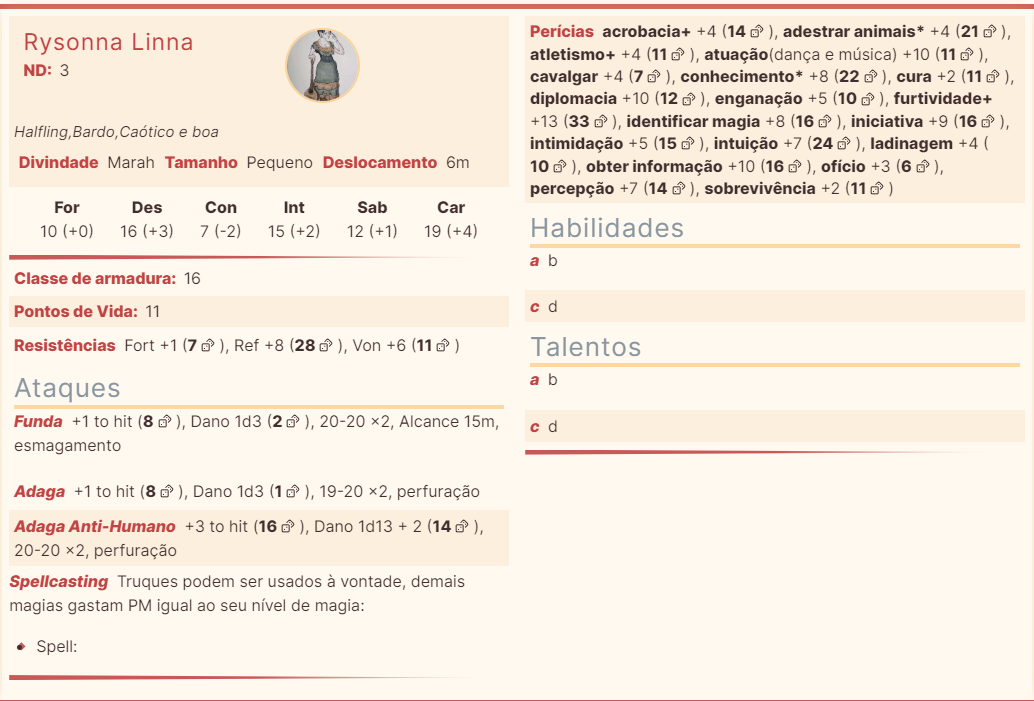 Rysonna Linna
ND: 3
Halfling,Bardo,Caótico e boa
Divindade Marah Tamanho Pequeno Deslocamento 6m
For Des Con Int Sab Car
10 (+0) 16 (+3) 7 (-2) 15 (+2) 12 (+1) 19 (+4)
Classe de armadura: 16
Pontos de Vida: 11
Resistências Fort +1 (7), Ref +8 (28), Von +6 (11)
Ataques
Funda +1 to hit (8), Dano 1d3 (2), 20-20 ×2, Alcance 15m,
esmagamento
Adaga +1 to hit (8), Dano 1d3 (1), 19-20 ×2, perfuração
Adaga Anti-Humano +3 to hit (16), Dano 1d13 + 2 (14),
20-20 ×2, perfuração
Spellcasting Truques podem ser usados à vontade, demais
magias gastam PM igual ao seu nível de magia:
Spell:
Perícias acrobacia+ +4 (14), adestrar animais* +4 (21),
atletismo+ +4 (11), atuação(dança e música) +10 (11),
cavalgar +4 (7), conhecimento* +8 (22), cura +2 (11),
diplomacia +10 (12), enganação +5 (10), furtividade+
+13 (33), identificar magia +8 (16), iniciativa +9 (16),
intimidação +5 (15), intuição +7 (24), ladinagem +4 (
10), obter informação +10 (16), ofício +3 (6),
percepção +7 (14), sobrevivência +2 (11)
Habilidades
a b
c d
Talentos
a b
c d